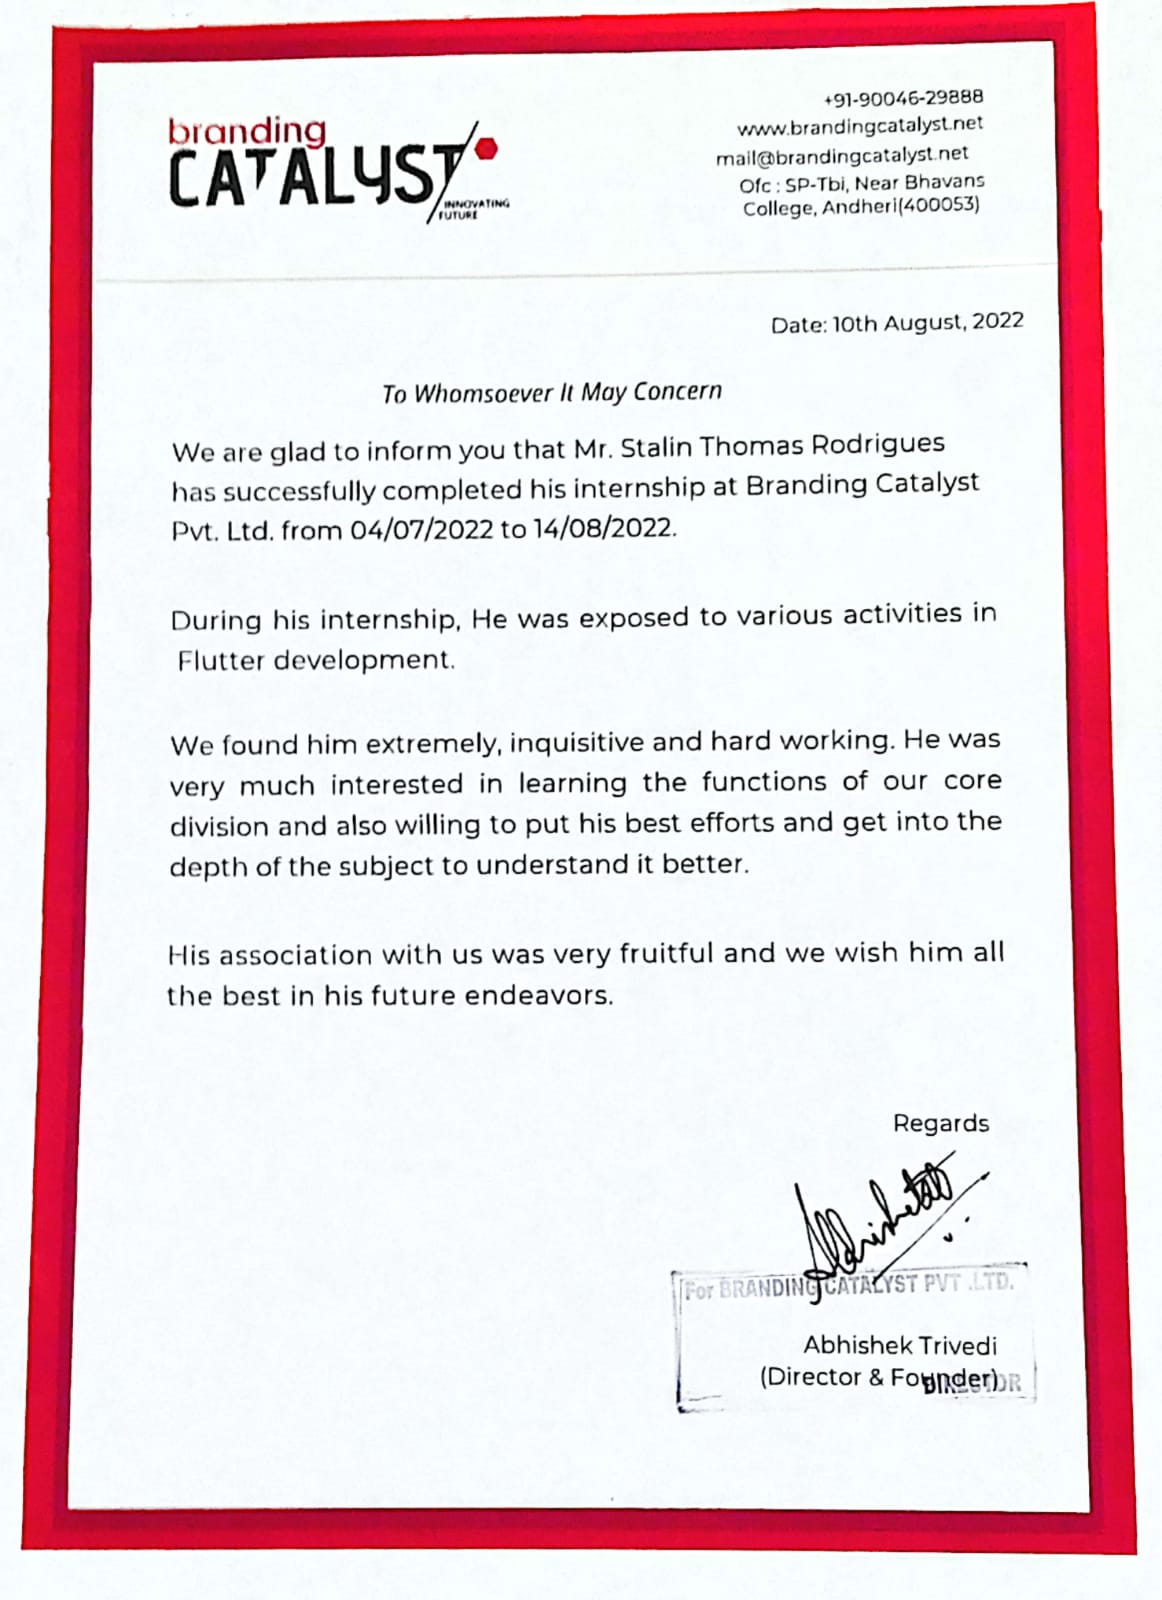 branding
CATALYST
INNOVATING
FUTURE
+91-90046-29888
www.brandingcatalyst.net
mail@brandingcatalyst.net
Ofc : SP-Tbi, Near Bhavans
College, Andheri(400053)
Date: 10th August, 2022
To Whomsoever It May Concern
We are glad to inform you that Mr. Stalin Thomas Rodrigues
has successfully completed his internship at Branding Catalyst
Pvt. Ltd. from 04/07/2022 to 14/08/2022.
During his internship, He was exposed to various activities in
Flutter development.
We found him extremely, inquisitive and hard working. He was
very much interested in learning the functions of our core
division and also willing to put his best efforts and get into the
depth of the subject to understand it better.
His association with us was very fruitful and we wish him all
the best in his future endeavors.
Regards
Abhishek
For BRANDING CATALYST PVT .LTD.
Abhishek Trivedi
(Director & Founder)
DIRECTOR